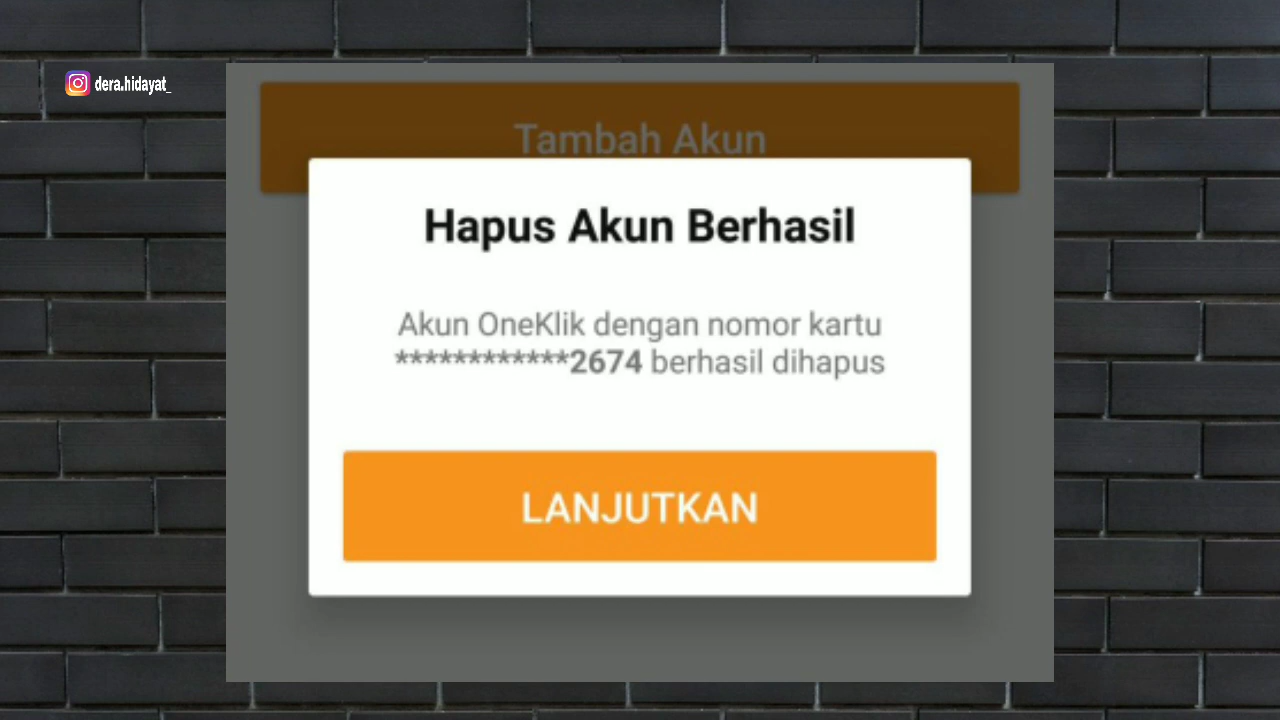 dera.hidayat_
Tambah Akun
Hapus Akun Berhasil
Akun OneKlik dengan nomor kartu
************2674 berhasil dihapus
LANJUTKAN